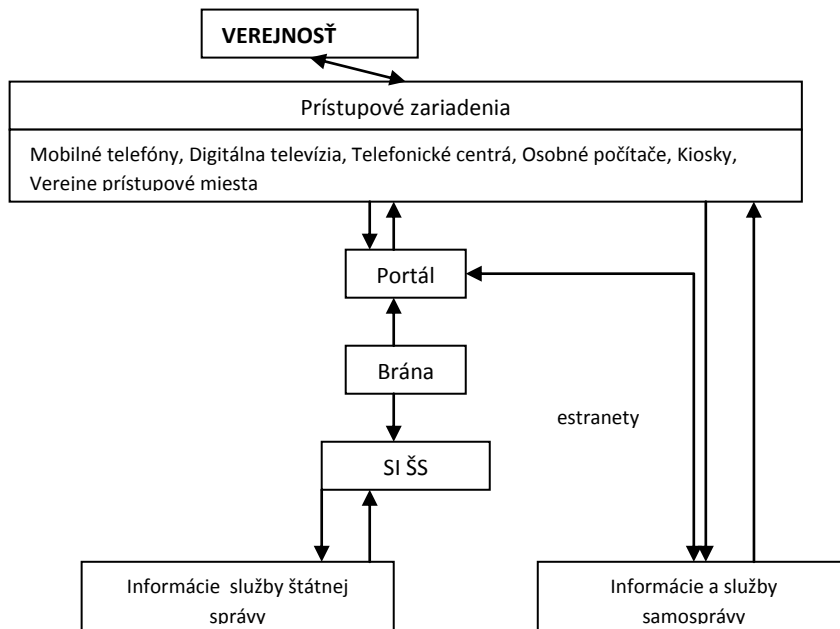 VEREJNOSŤ
Prístupové zariadenia
Mobilné telefóny, Digitálna televízia, Telefonické centrá, Osobné počítače, Kiosky,
Verejne prístupové miesta
Portál
Brána
estranety
SI ŠS
Informácie služby štátnej
správy
Informácie a služby
samosprávy